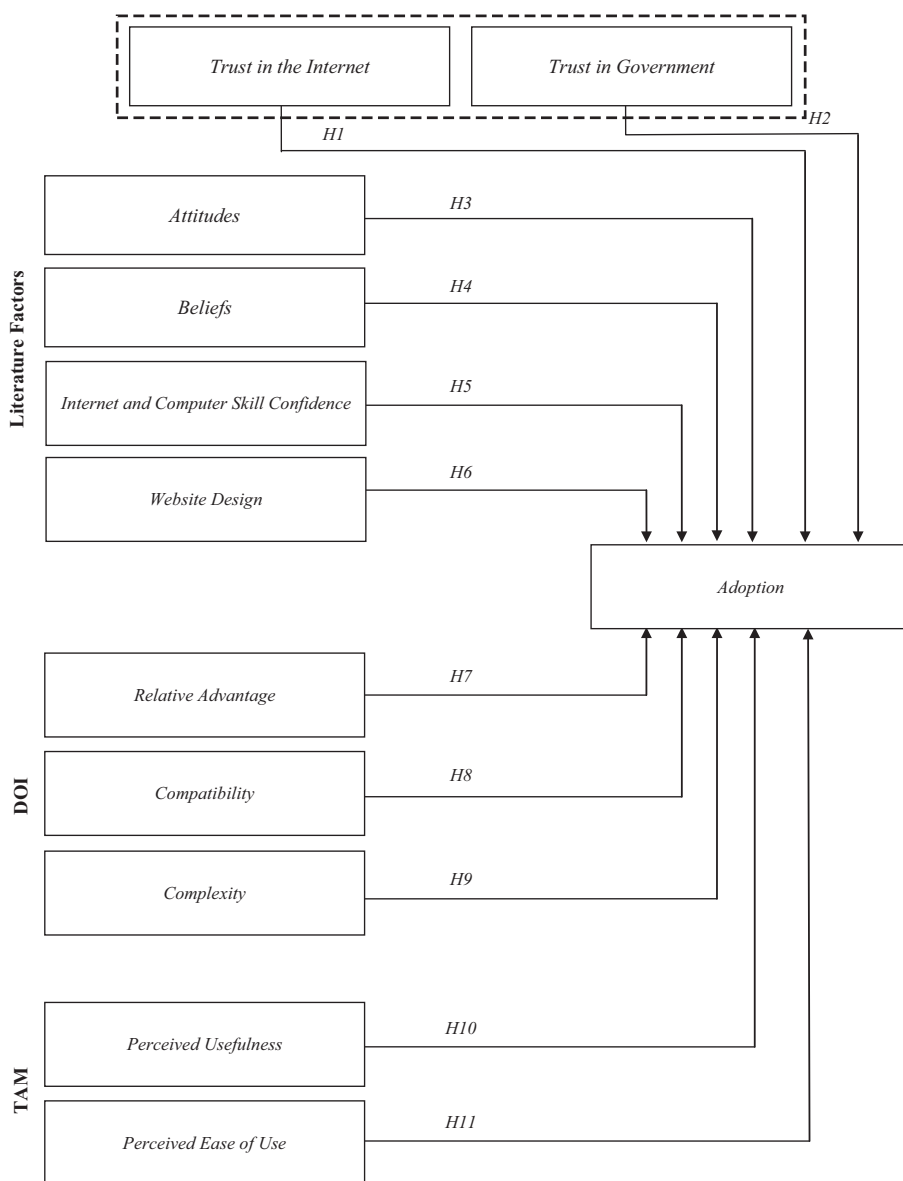 Trust in the Internet
Trust in Government
H1
H2
Literature Factors
Attitudes
H3
Beliefs
H4
Internet and Computer Skill Confidence
H5
Website Design
H6
Adoption
DOI
Relative Advantage
H7
Compatibility
H8
Complexity
H9
TAM
Perceived Usefulness
H10
Perceived Ease of Use
H11